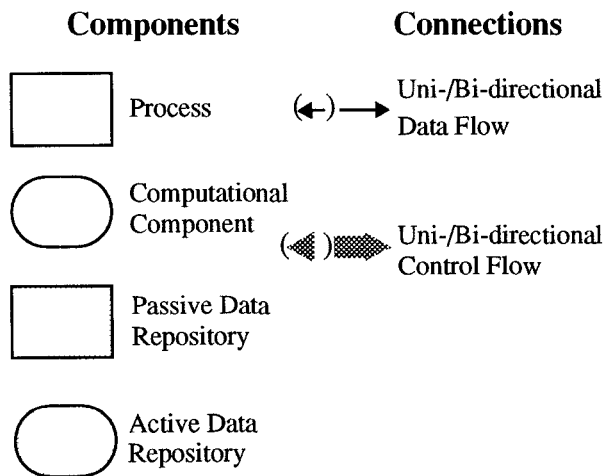 Components
Process
Computational
Component
Passive Data
Repository
Active Data
Repository
Connections
( ) Uni-/Bi-directional
Data Flow
( ) Uni-/Bi-directional
Control Flow